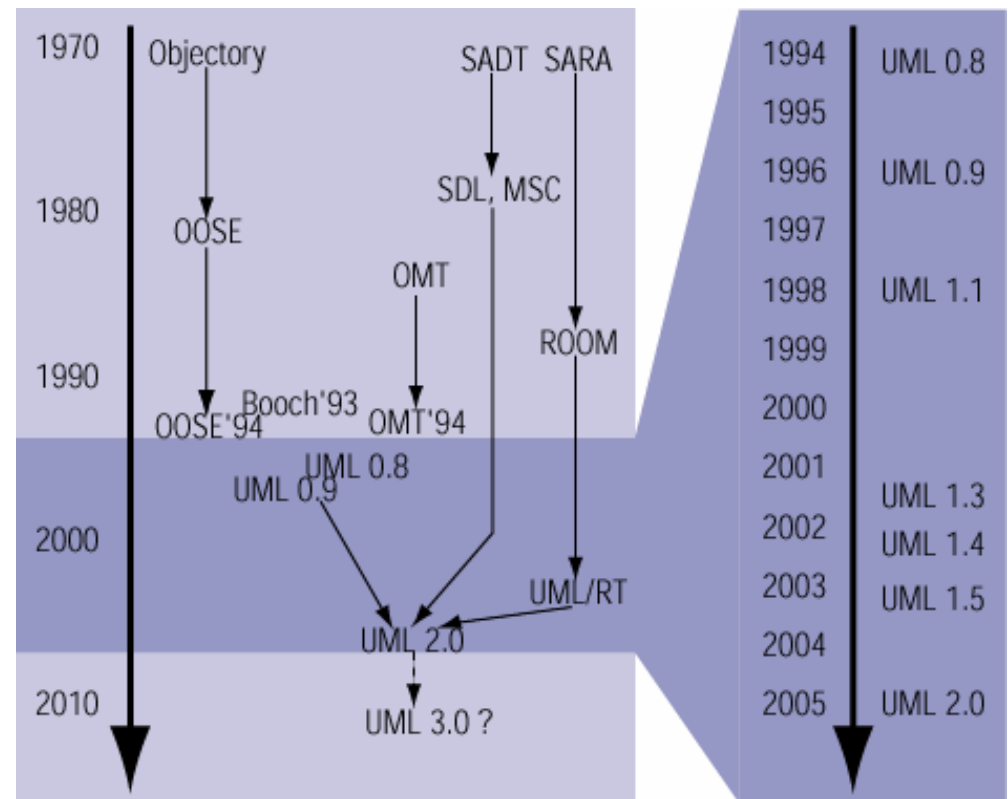 1970
Objectory
SADT SARA
SDL, MSC
1980
OOSE
OMT
ROOM
1990
Booch'93
OOSE'94
OMT'94
UML 0.8
UML 0.9
2000
UML/RT
UML 2.0
2010
UML 3.0 ?
1994
UML 0.8
1995
1996
UML 0.9
1997
1998
UML 1.1
1999
2000
2001
UML 1.3
2002
UML 1.4
2003
UML 1.5
2004
2005
UML 2.0